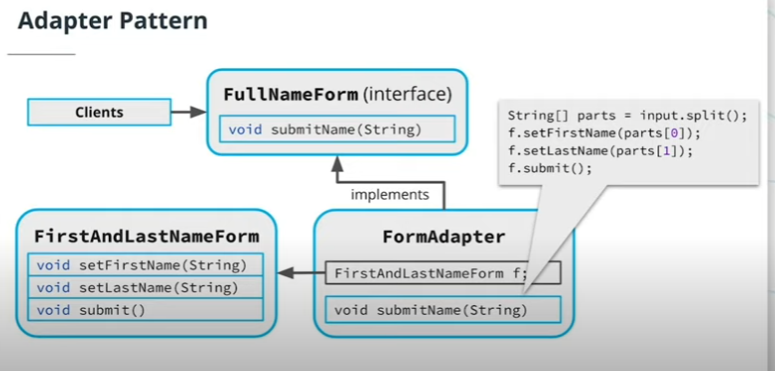 Adapter Pattern
Clients
FullNameForm (interface)
void submitName(String)
String[] parts = input.split();
f.setFirstName(parts[0]);
f.setLastName(parts[1]);
f.submit();
implements
FirstAndLastNameForm
void setFirstName(String)
void setLastName(String)
void submit()
FormAdapter
FirstAndLastNameForm f;
void submitName(String)